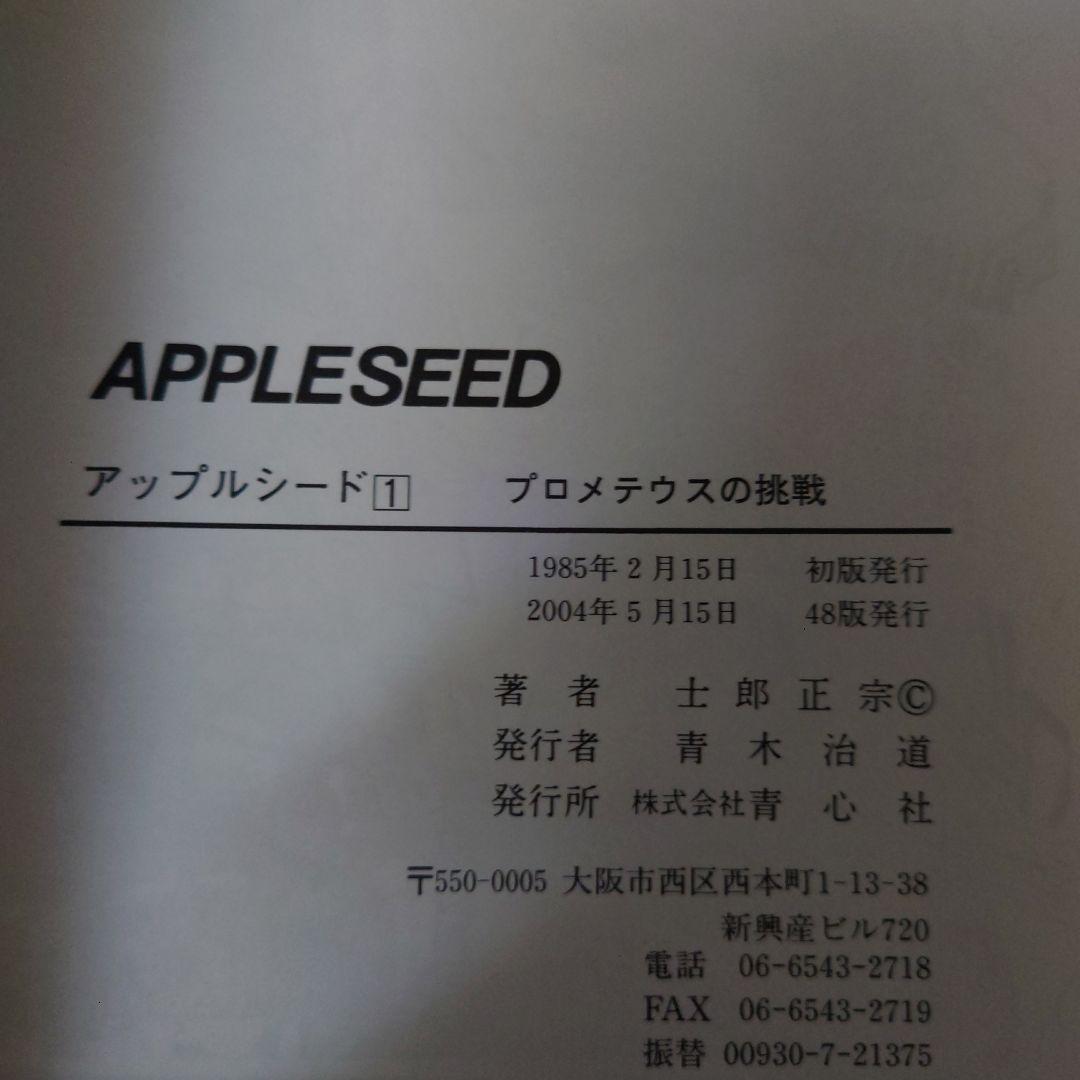 APPLESEED
アップルシード1 プロメテウスの挑戦
1985年2月15日 初版発行
2004年5月15日 48版発行
著者 士郎正宗©
発行者 青木治道
発行所 株式会社青心社
〒550-0005 大阪市西区西本町1-13-38
新興産ビル720
電話 06-6543-2718
FAX 06-6543-2719
振替 00930-7-21375